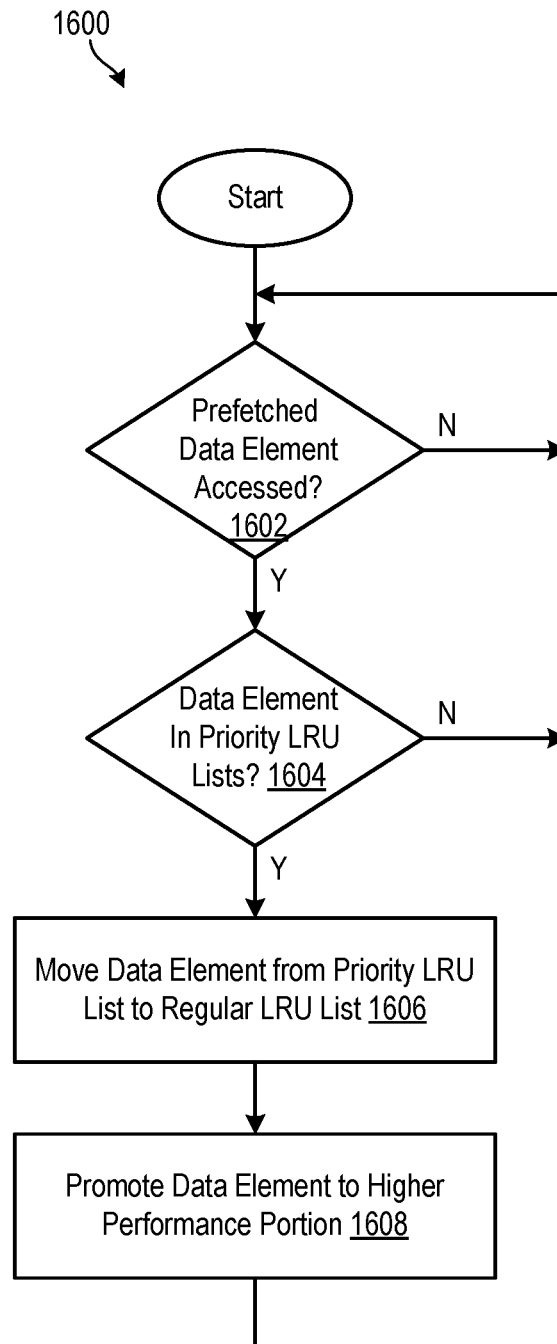 1600
Start
Prefetched
Data Element
Accessed?
1602
N
Y
Data Element
In Priority LRU
Lists? 1604
N
Y
Move Data Element from Priority LRU
List to Regular LRU List 1606
Promote Data Element to Higher
Performance Portion 1608